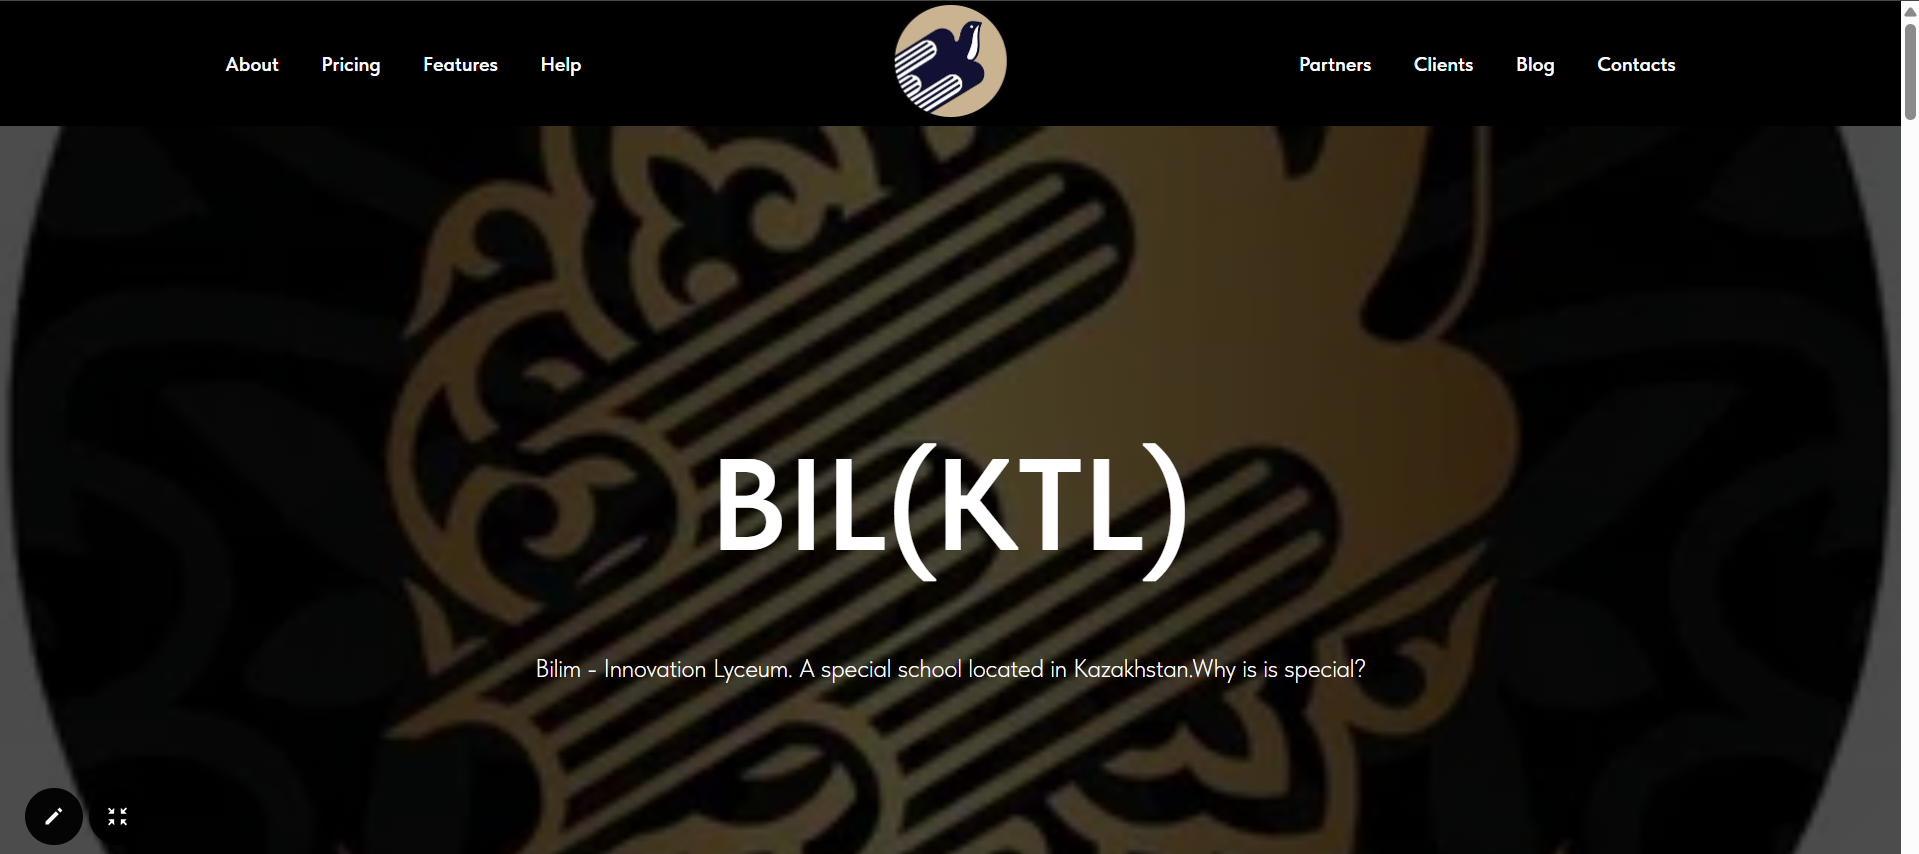 About Pricing Features Help Partners Clients Blog Contacts
BIL(KTL)
Bilim - Innovation Lyceum. A special school located in Kazakhstan.Why is is special?